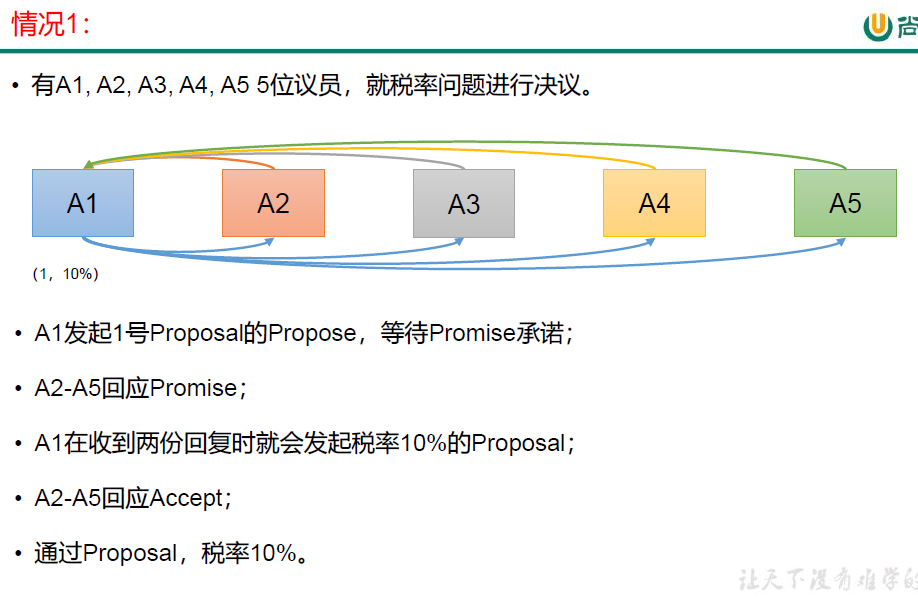 情况1：
尚
• 有A1, A2, A3, A4, A5 5位议员，就税率问题进行决议。
A1 A2 A3 A4 A5
（1，10%）
• A1发起1号Proposal的Propose，等待Promise承诺；
• A2-A5回应Promise；
• A1在收到两份回复时就会发起税率10%的Proposal；
• A2-A5回应Accept；
• 通过Proposal，税率10%。
让天下没有难学的